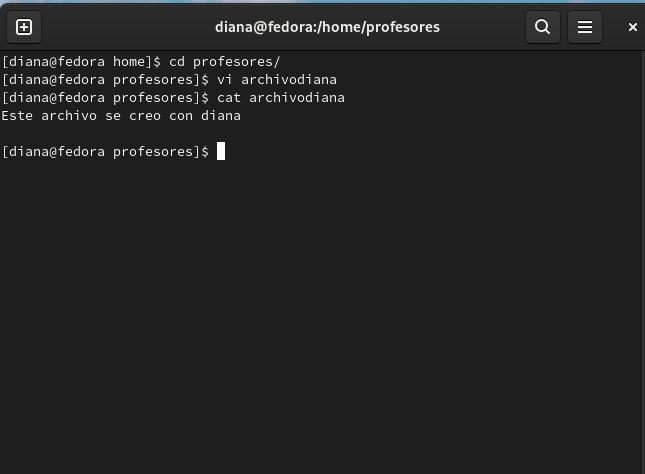 diana@fedora:/home/profesores
[diana@fedora home]$ cd profesores/
[diana@fedora profesores]$ vi archivodiana
[diana@fedora profesores]$ cat archivodiana
Este archivo se creo con diana
[diana@fedora profesores]$